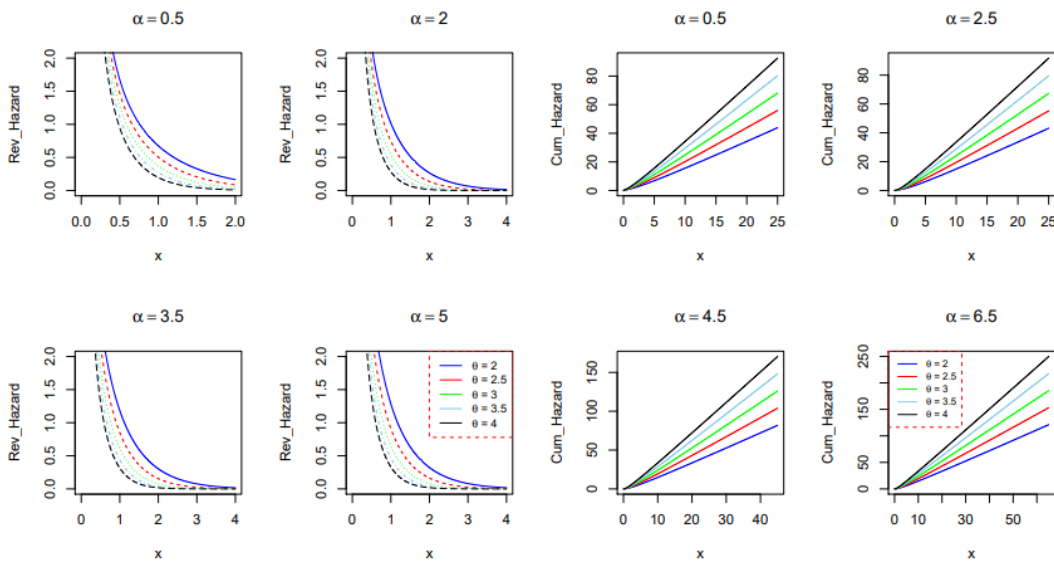 α = 0.5
Rev_Hazard
0.0 0.5 1.0 1.5 2.0
0.0 0.5 1.0 1.5 2.0
x
α = 2
Rev_Hazard
0.0 0.5 1.0 1.5 2.0
0 1 2 3 4
x
α = 0.5
Cum_Hazard
0 20 40 60 80
0 5 10 15 20 25
x
α = 2.5
Cum_Hazard
0 20 40 60 80
0 5 10 15 20 25
x
α = 3.5
Rev_Hazard
0.0 0.5 1.0 1.5 2.0
0 1 2 3 4
x
α = 5
Rev_Hazard
0.0 0.5 1.0 1.5 2.0
0 1 2 3 4
x
θ = 2
θ = 2.5
θ = 3
θ = 3.5
θ = 4
α = 4.5
Cum_Hazard
0 50 100 150
0 10 20 30 40
x
α = 6.5
Cum_Hazard
0 50 150 250
0 10 30 50
x
θ = 2
θ = 2.5
θ = 3
θ = 3.5
θ = 4